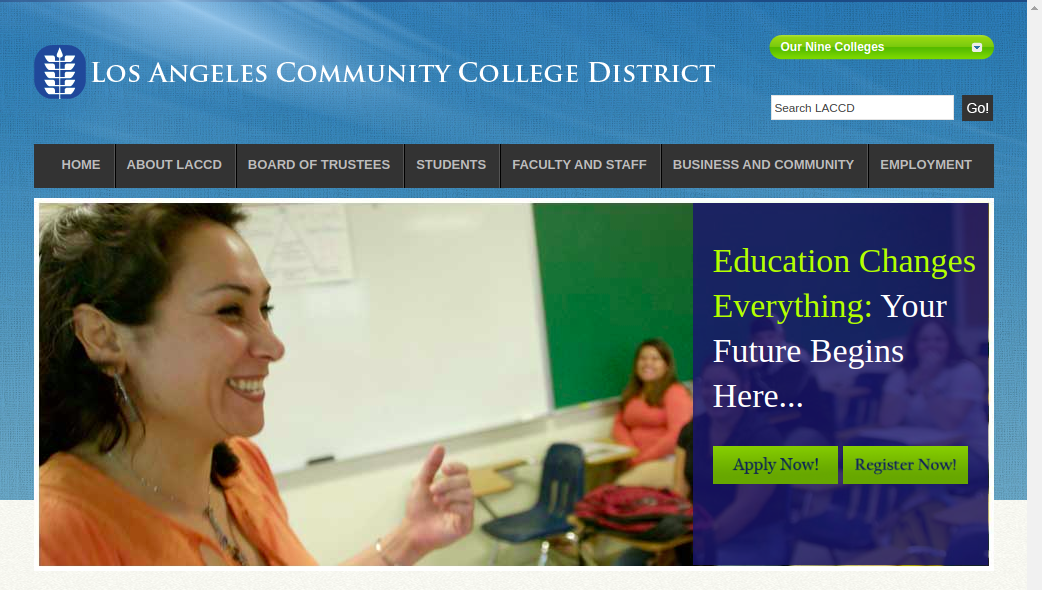 Our Nine Colleges
LOS ANGELES COMMUNITY COLLEGE DISTRICT
Search LACCD Go!
HOME ABOUT LACCD BOARD OF TRUSTEES STUDENTS FACULTY AND STAFF BUSINESS AND COMMUNITY EMPLOYMENT
Education Changes
Everything: Your
Future Begins
Here...
Apply Now! Register Now!